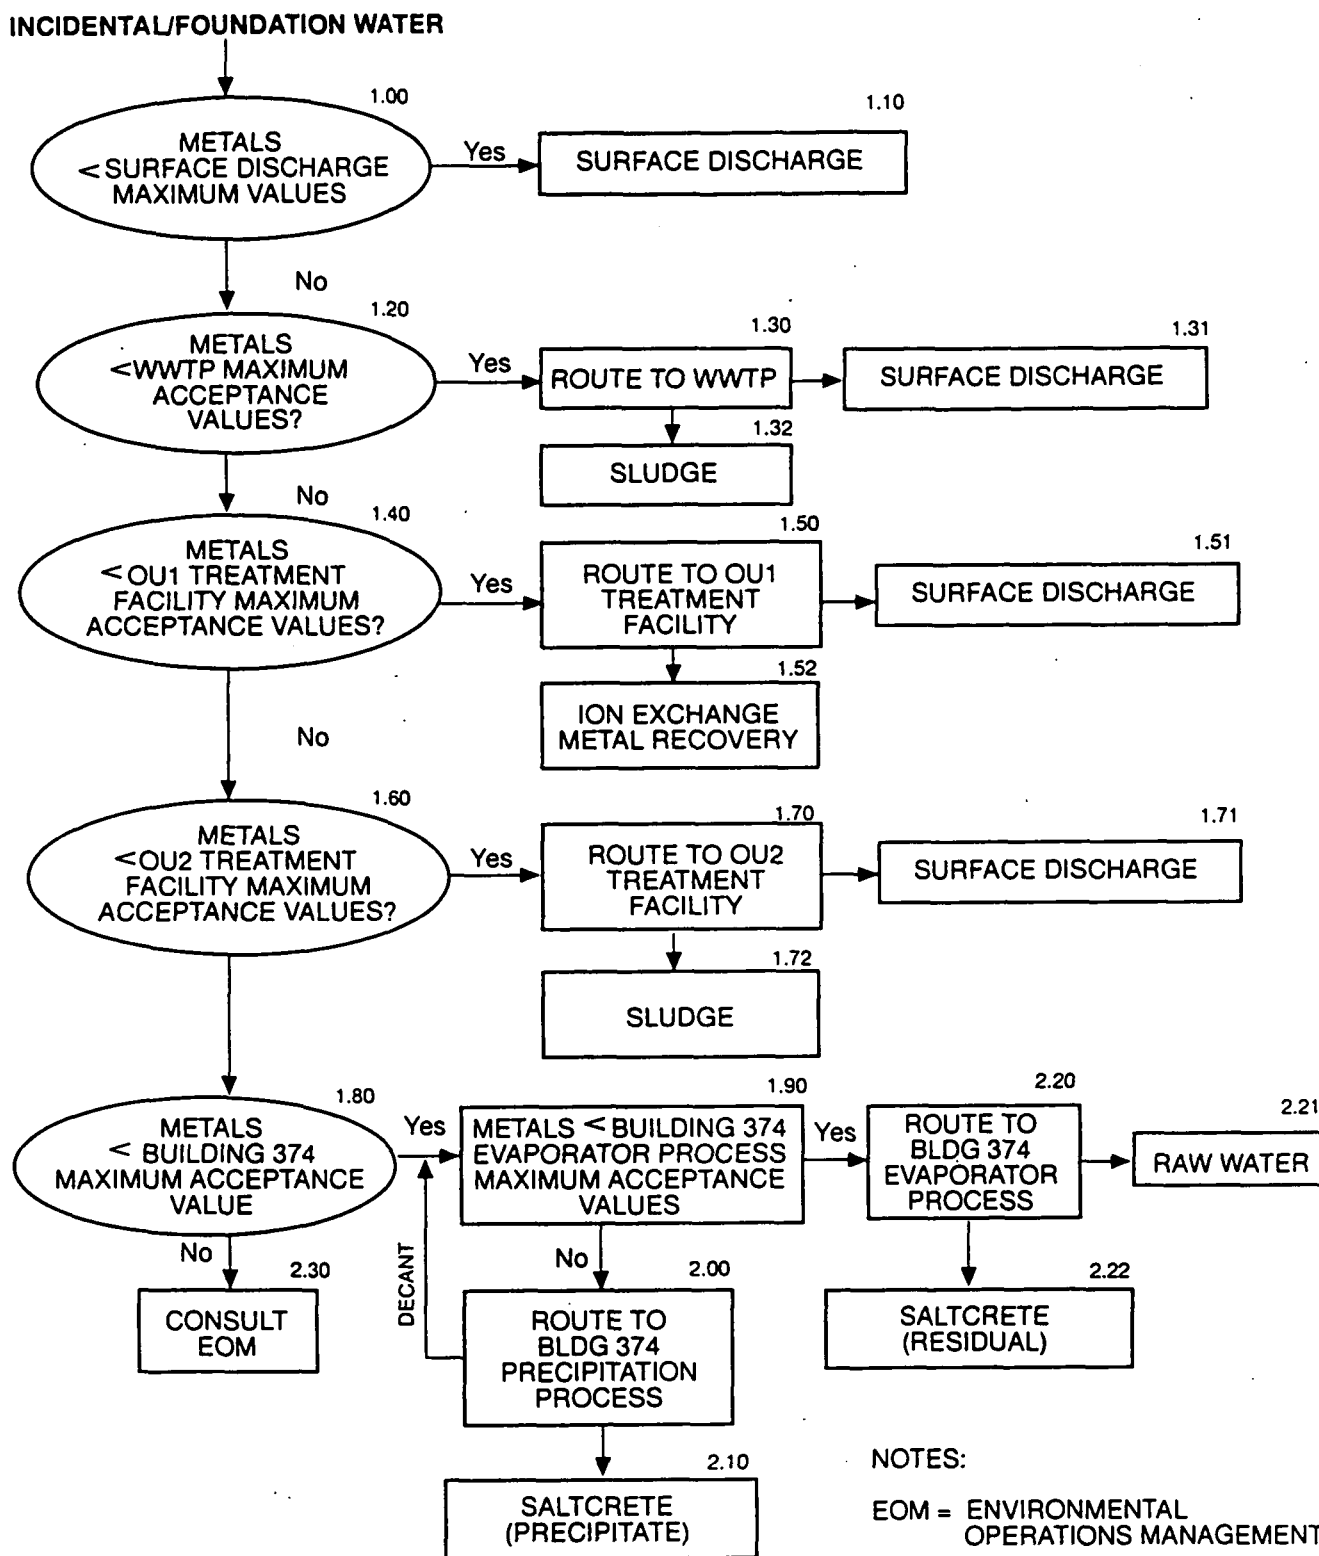 INCIDENTAL/FOUNDATION WATER
1.00
METALS
< SURFACE DISCHARGE
MAXIMUM VALUES
Yes
1.10
SURFACE DISCHARGE
No
1.20
METALS
<WWTP MAXIMUM
ACCEPTANCE
VALUES?
Yes
1.30
ROUTE TO WWTP
1.31
SURFACE DISCHARGE
1.32
SLUDGE
No
1.40
METALS
< OU1 TREATMENT
FACILITY MAXIMUM
ACCEPTANCE VALUES?
Yes
1.50
ROUTE TO OU1
TREATMENT
FACILITY
1.51
SURFACE DISCHARGE
1.52
ION EXCHANGE
METAL RECOVERY
No
1.60
METALS
<OU2 TREATMENT
FACILITY MAXIMUM
ACCEPTANCE VALUES?
Yes
1.70
ROUTE TO OU2
TREATMENT
FACILITY
1.71
SURFACE DISCHARGE
1.72
SLUDGE
1.80
METALS
< BUILDING 374
MAXIMUM ACCEPTANCE
VALUE
Yes
1.90
METALS < BUILDING 374
EVAPORATOR PROCESS
MAXIMUM ACCEPTANCE
VALUES
Yes
2.20
ROUTE TO
BLDG 374
EVAPORATOR
PROCESS
2.21
RAW WATER
No
2.30
CONSULT
EOM
DECANT
No
2.00
ROUTE TO
BLDG 374
PRECIPITATION
PROCESS
2.22
SALTCRETE
(RESIDUAL)
2.10
SALTCRETE
(PRECIPITATE)
NOTES:
EOM = ENVIRONMENTAL
OPERATIONS MANAGEMENT